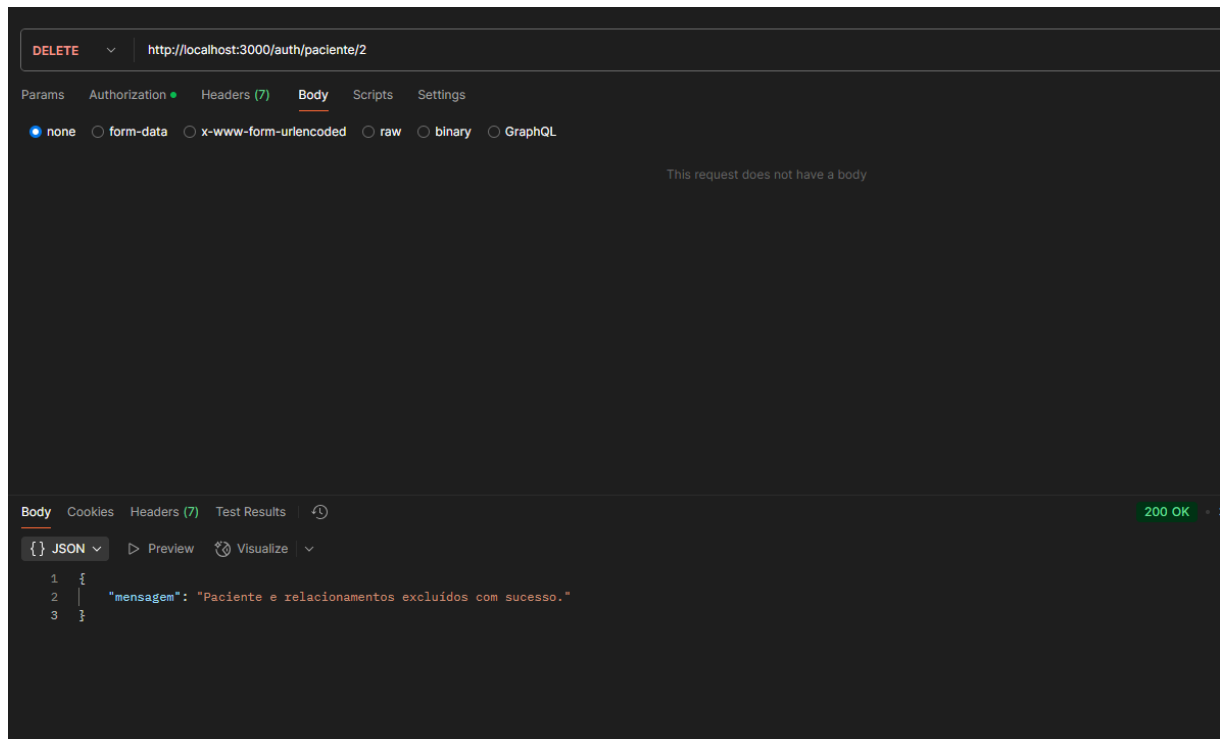 DELETE http://localhost:3000/auth/paciente/2
Params Authorization Headers (7) Body Scripts Settings
none form-data x-www-form-urlencoded raw binary GraphQL
This request does not have a body
Body Cookies Headers (7) Test Results
200 OK
{} JSON Preview Visualize
1 {
2 "mensagem": "Paciente e relacionamentos excluídos com sucesso."
3 }